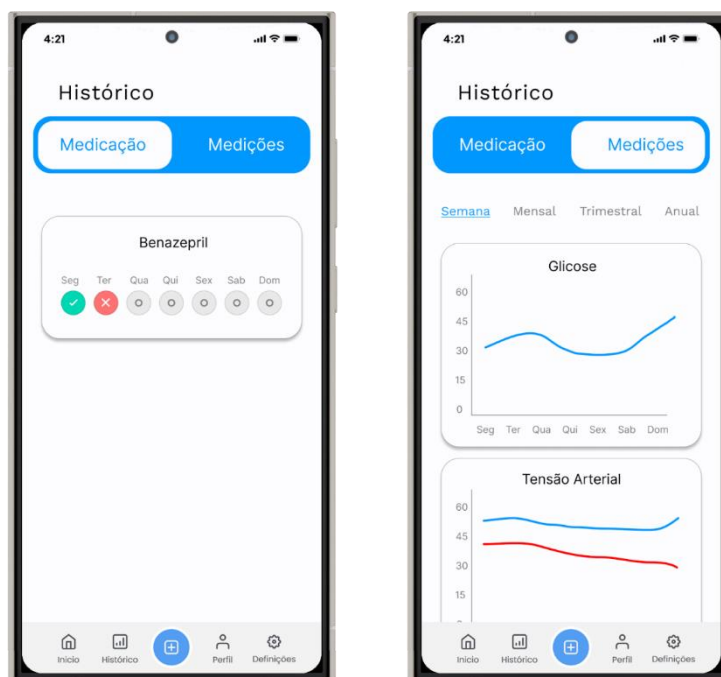 4:21
Histórico
Medicação Medições
Benazepril
Seg Ter Qua Qui Sex Sab Dom
Inicio Histórico Perfil Definições
4:21
Histórico
Medicação Medições
Semana Mensal Trimestral Anual
Glicose
60
45
30
15
0
Seg Ter Qua Qui Sex Sab Dom
Tensão Arterial
60
45
30
15
Inicio Histórico Perfil Definições